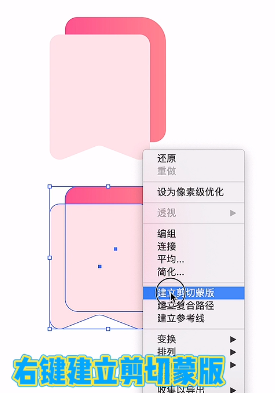 还原
重做
设为像素级优化
透视
编组
连接
平均...
简化...
建立剪切蒙版
建立复合路径
建立参考线
变换
排列
收集以导出
右键建立剪切蒙版